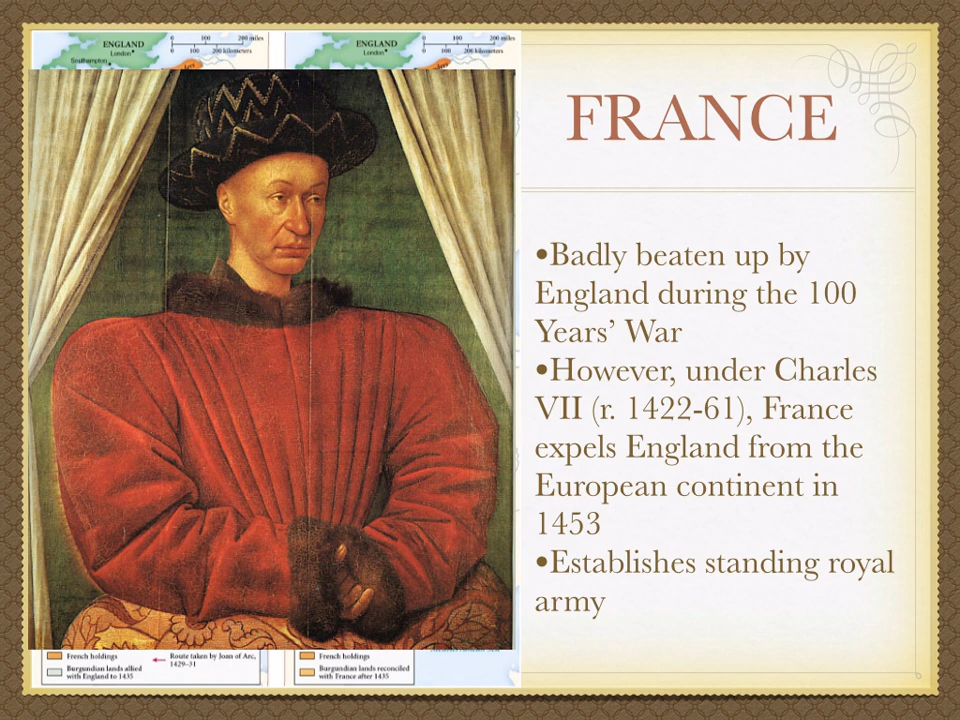 ENGLAND
London
Southampton
0 100 200 miles
0 100 200 kilometers
ENGLAND
London
0 100 200 miles
0 100 200 kilometers
FRANCE
•Badly beaten up by
England during the 100
Years’ War
•However, under Charles
VII (r. 1422-61), France
expels England from the
European continent in
1453
•Establishes standing royal
army
French holdings
Burgundian lands allied
with England to 1435
Route taken by Joan of Arc,
1429–31
French holdings
Burgundian lands reconciled
with France after 1435